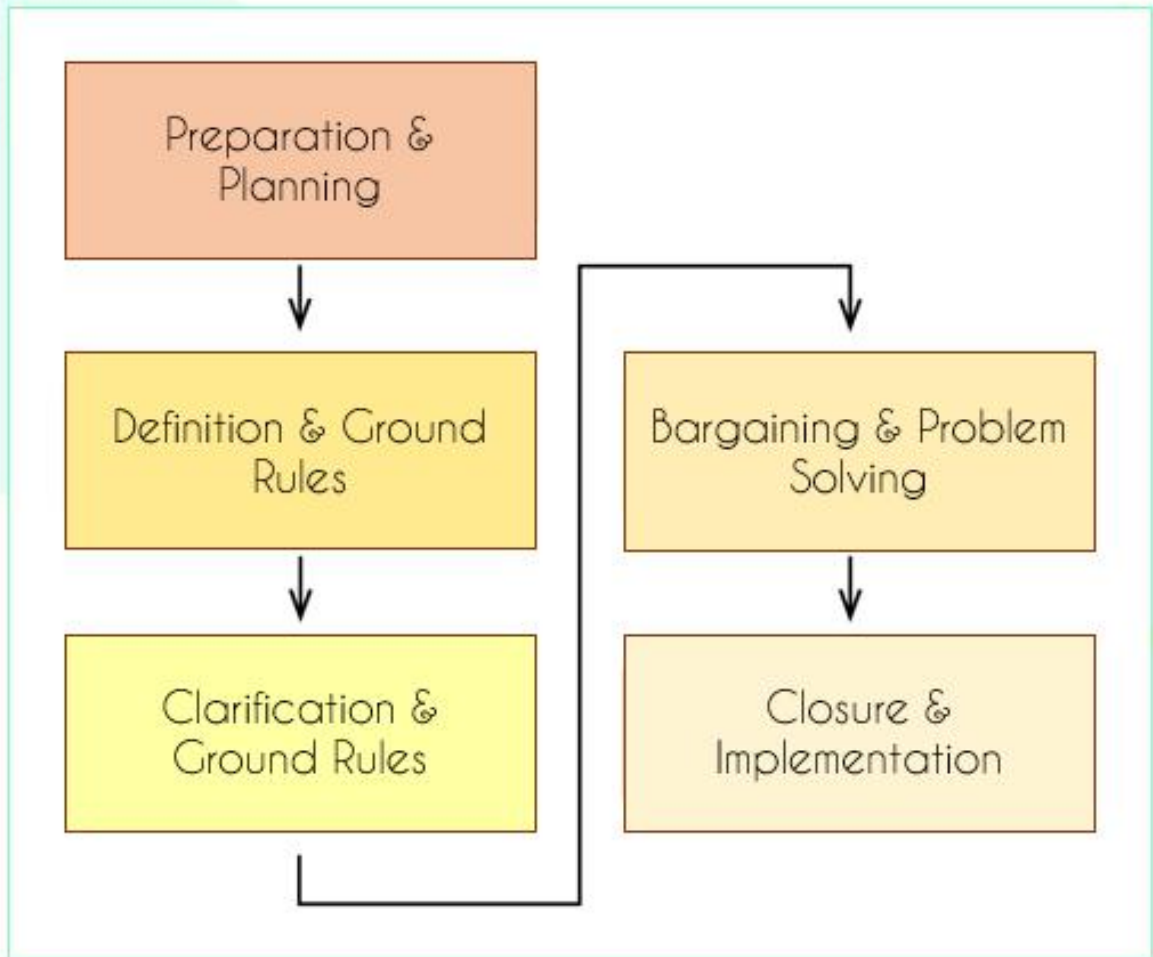 Preparation &
Planning
Definition & Ground
Rules
Clarification &
Ground Rules
Bargaining & Problem
Solving
Closure &
Implementation